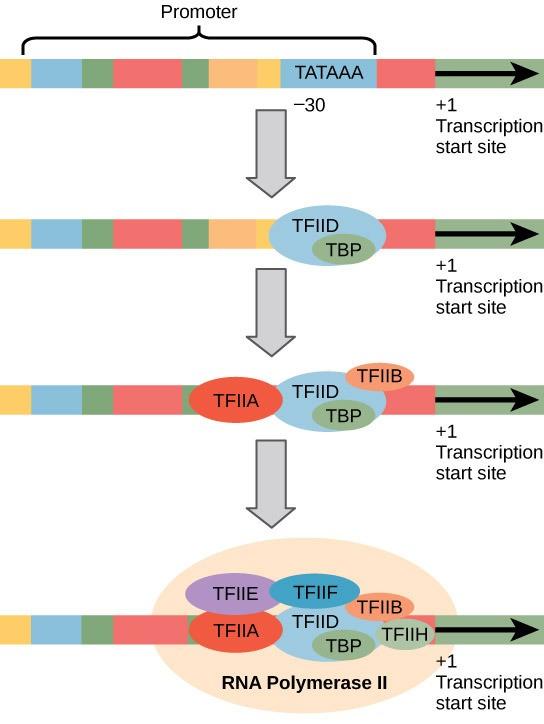 Promoter
TATAAA
−30
+1
Transcription
start site
TFIID
TBP
+1
Transcription
start site
TFIIB
TFIIA
TFIID
TBP
+1
Transcription
start site
TFIIE
TFIIF
TFIIB
TFIIA
TFIID
TFIIH
TBP
RNA Polymerase II
+1
Transcription
start site